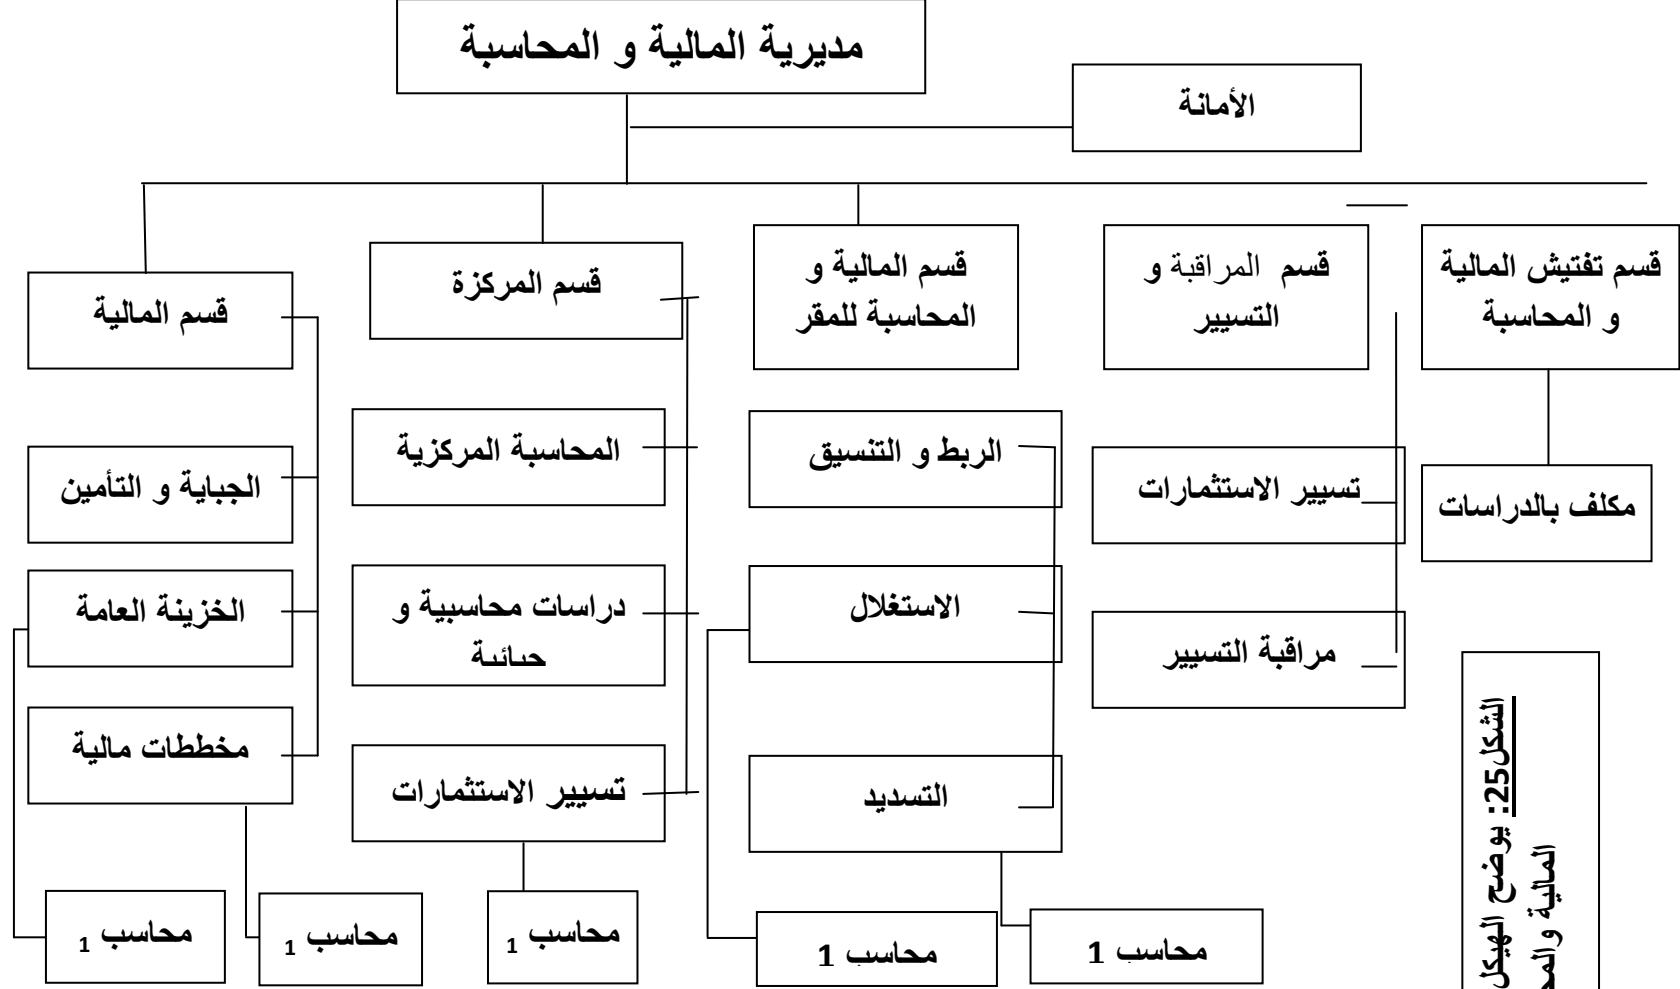 مديرية المالية و المحاسبة
الأمانة
قسم تفتيش المالية
و المحاسبة
قسم المراقبة و
التسيير
قسم المالية و
المحاسبة للمقر
قسم المركزة
قسم المالية
مكلف بالدراسات
تسيير الاستثمارات
مراقبة التسيير
الربط و التنسيق
الاستغلال
التسديد
محاسب 1
محاسب 1
المحاسبة المركزية
دراسات محاسبية و
تسيير الاستثمارات
محاسب 1
الجباية و التأمين
الخزينة العامة
مخططات مالية
محاسب 1
محاسب 1
الشكل25: يوضح الهيكل
المالية